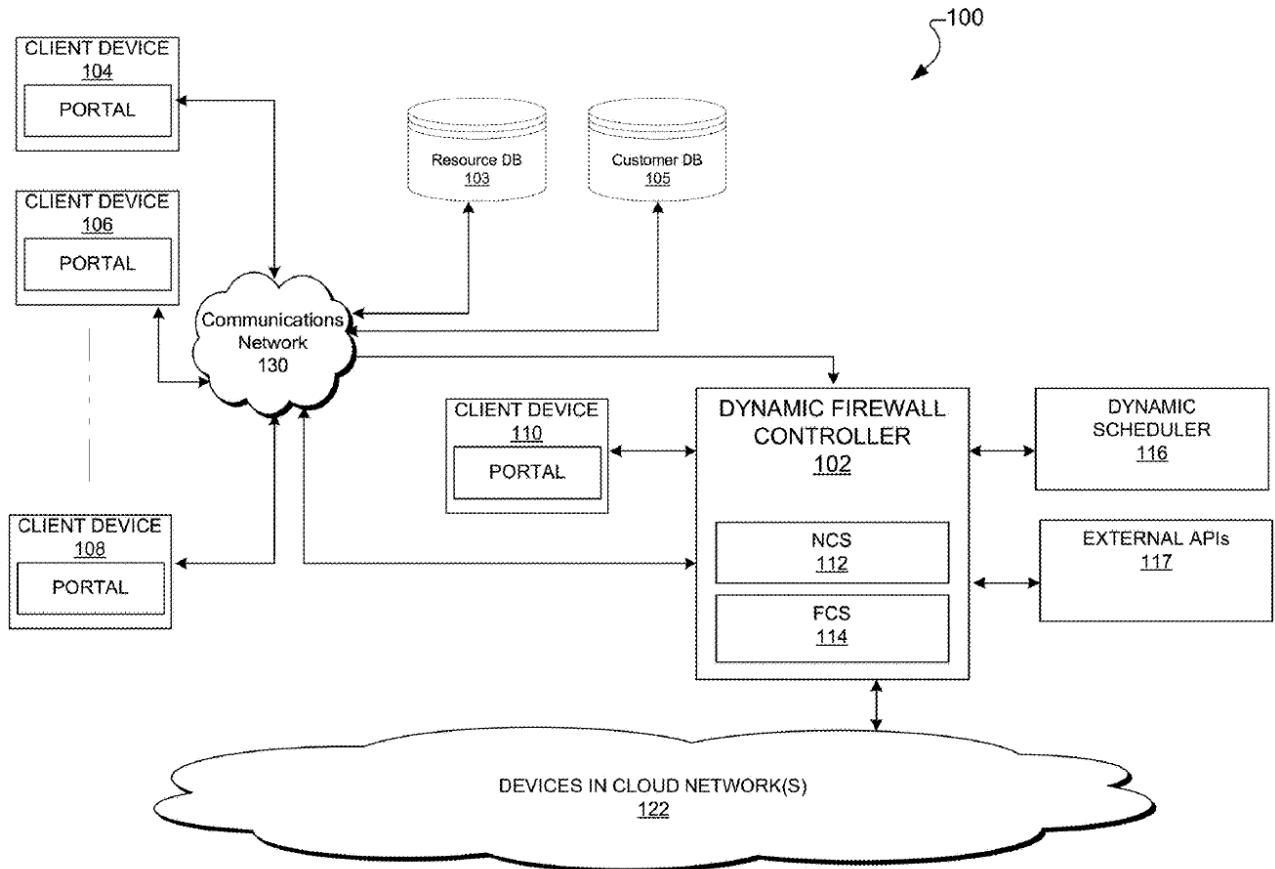 100
CLIENT DEVICE
104
PORTAL
CLIENT DEVICE
106
PORTAL
Resource DB
103
Customer DB
105
Communications
Network
130
CLIENT DEVICE
108
PORTAL
CLIENT DEVICE
110
PORTAL
DYNAMIC FIREWALL
CONTROLLER
102
NCS
112
FCS
114
DYNAMIC
SCHEDULER
116
EXTERNAL APIs
117
DEVICES IN CLOUD NETWORK(S)
122